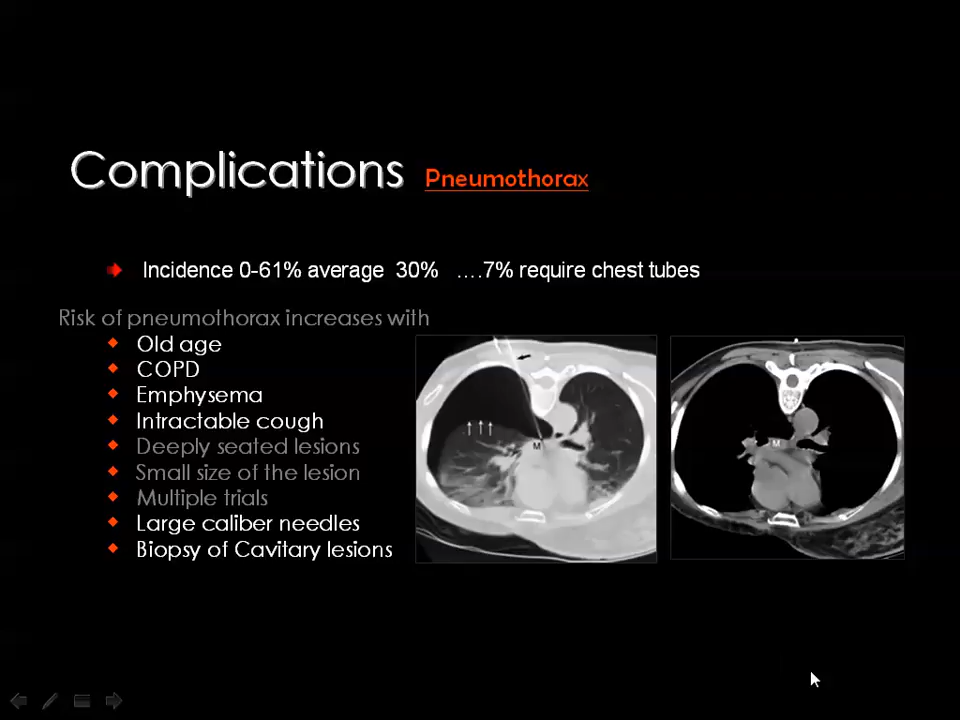 Complications Pneumothorax
Incidence 0-61% average 30% ....7% require chest tubes
Risk of pneumothorax increases with
Old age
COPD
Emphysema
Intractable cough
Deeply seated lesions
Small size of the lesion
Multiple trials
Large caliber needles
Biopsy of Cavitary lesions
M
M